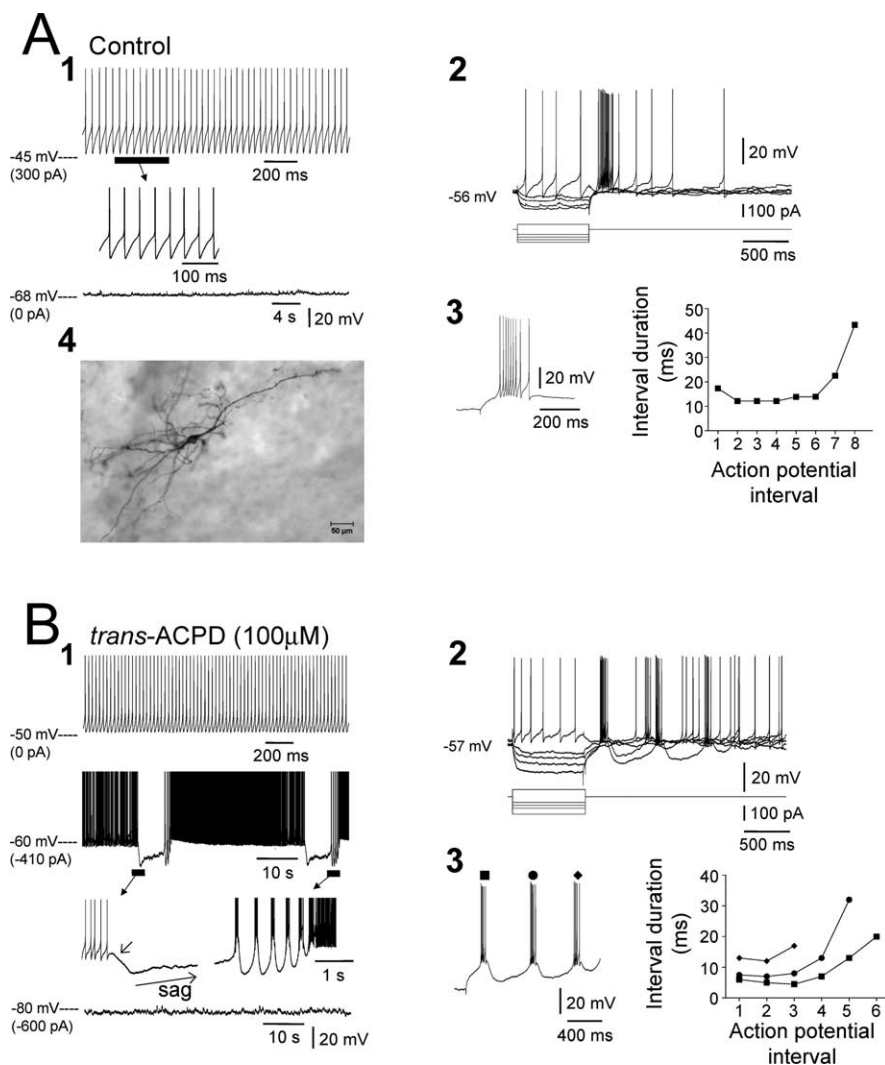 A
Control
1
-45 mV----
(300 pA)
200 ms
100 ms
-68 mV----
(0 pA)
4 s
20 mV
2
-56 mV
20 mV
100 pA
500 ms
3
20 mV
200 ms
Interval duration
(ms)
50
40
30
20
10
0
1 2 3 4 5 6 7 8
Action potential
interval
4
50 µm
B
trans-ACPD (100µM)
1
-50 mV----
(0 pA)
200 ms
-60 mV----
(-410 pA)
10 s
sag
1 s
-80 mV----
(-600 pA)
10 s
20 mV
2
-57 mV
20 mV
100 pA
500 ms
3
20 mV
400 ms
Interval duration
(ms)
40
30
20
10
0
1 2 3 4 5 6
Action potential
interval